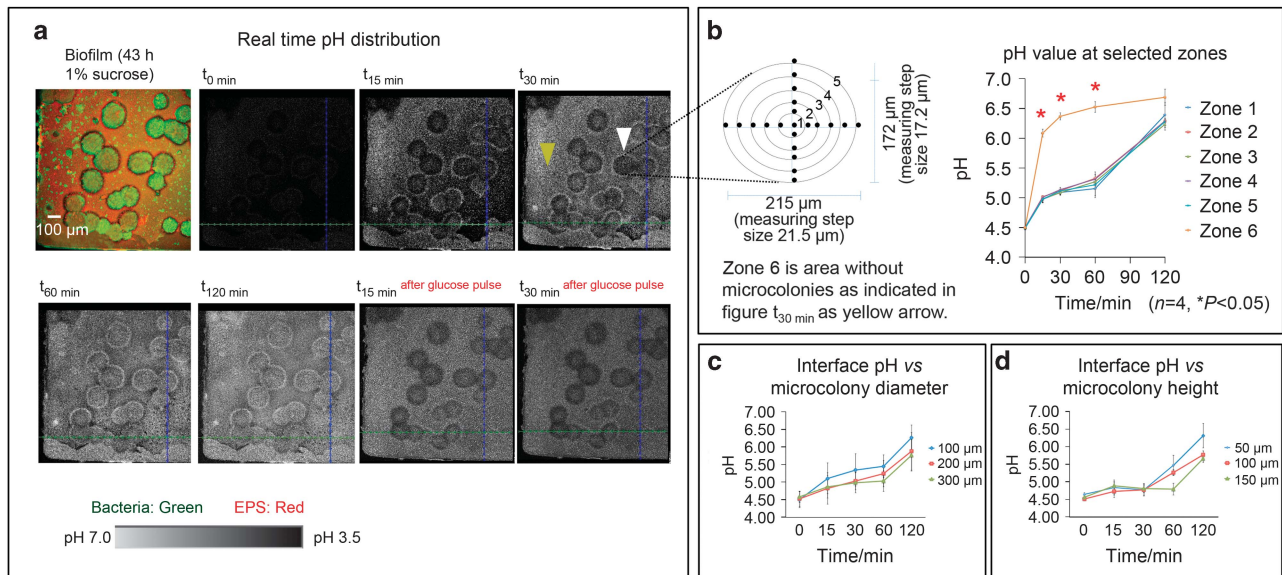 a
Real time pH distribution
Biofilm (43 h
1% sucrose)
t0 min
t15 min
t30 min
100 µm
t60 min
t120 min
t15 min after glucose pulse
t30 min after glucose pulse
Bacteria: Green
EPS: Red
pH 7.0
pH 3.5
b
1
2
3
4
5
172 µm
(measuring step
size 17.2 µm)
215 µm
(measuring step
size 21.5 µm)
Zone 6 is area without
microcolonies as indicated in
figure t30 min as yellow arrow.
pH value at selected zones
7.0
6.5
6.0
5.5
5.0
4.5
4.0
pH
* * *
0 30 60 90 120
Time/min
Zone 1
Zone 2
Zone 3
Zone 4
Zone 5
Zone 6
(n=4, *P<0.05)
c
Interface pH vs
microcolony diameter
7.00
6.50
6.00
5.50
5.00
4.50
4.00
pH
0 15 30 60 120
Time/min
100 µm
200 µm
300 µm
d
Interface pH vs
microcolony height
7.00
6.50
6.00
5.50
5.00
4.50
4.00
pH
0 15 30 60 120
Time/min
50 µm
100 µm
150 µm